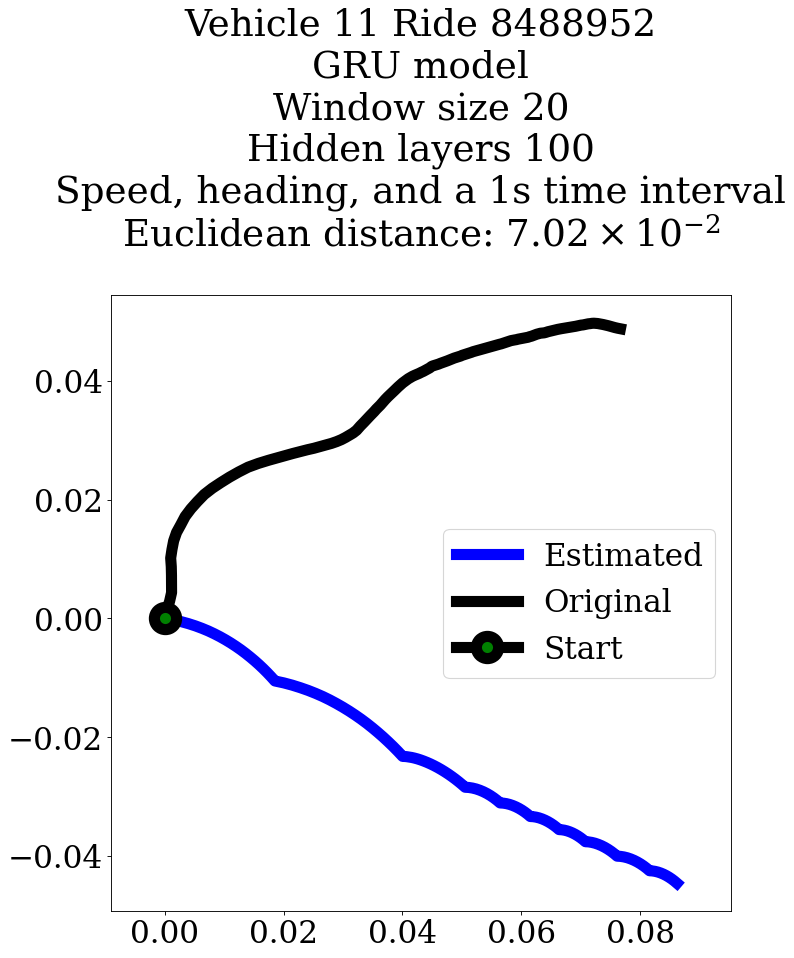 Vehicle 11 Ride 8488952
GRU model
Window size 20
Hidden layers 100
Speed, heading, and a 1s time interval
Euclidean distance: 7.02 × 10⁻²
0.04
0.02
0.00
−0.02
−0.04
Estimated
Original
Start
0.00 0.02 0.04 0.06 0.08